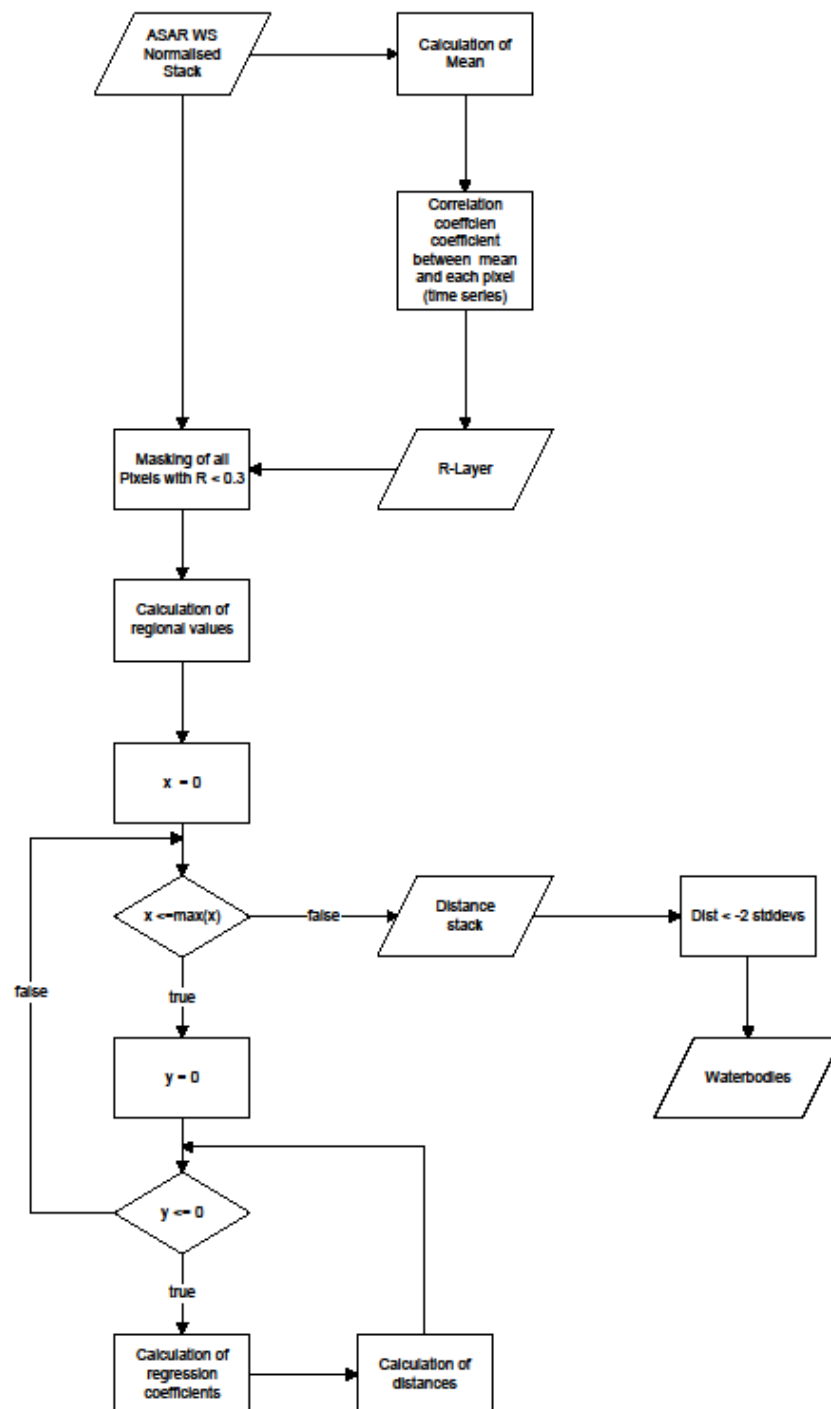 ASAR WS
Normalised
Stack
Calculation of
Mean
Correlation
coeffcien
coefficient
between mean
and each pixel
(time series)
Masking of all
Pixels with R < 0.3
R-Layer
Calculation of
regional values
x = 0
x <=max(x)
false
Distance
stack
Dist < -2 stddevs
false
true
y = 0
Waterbodies
y <= 0
true
Calculation of
regression
coefficients
Calculation of
distances